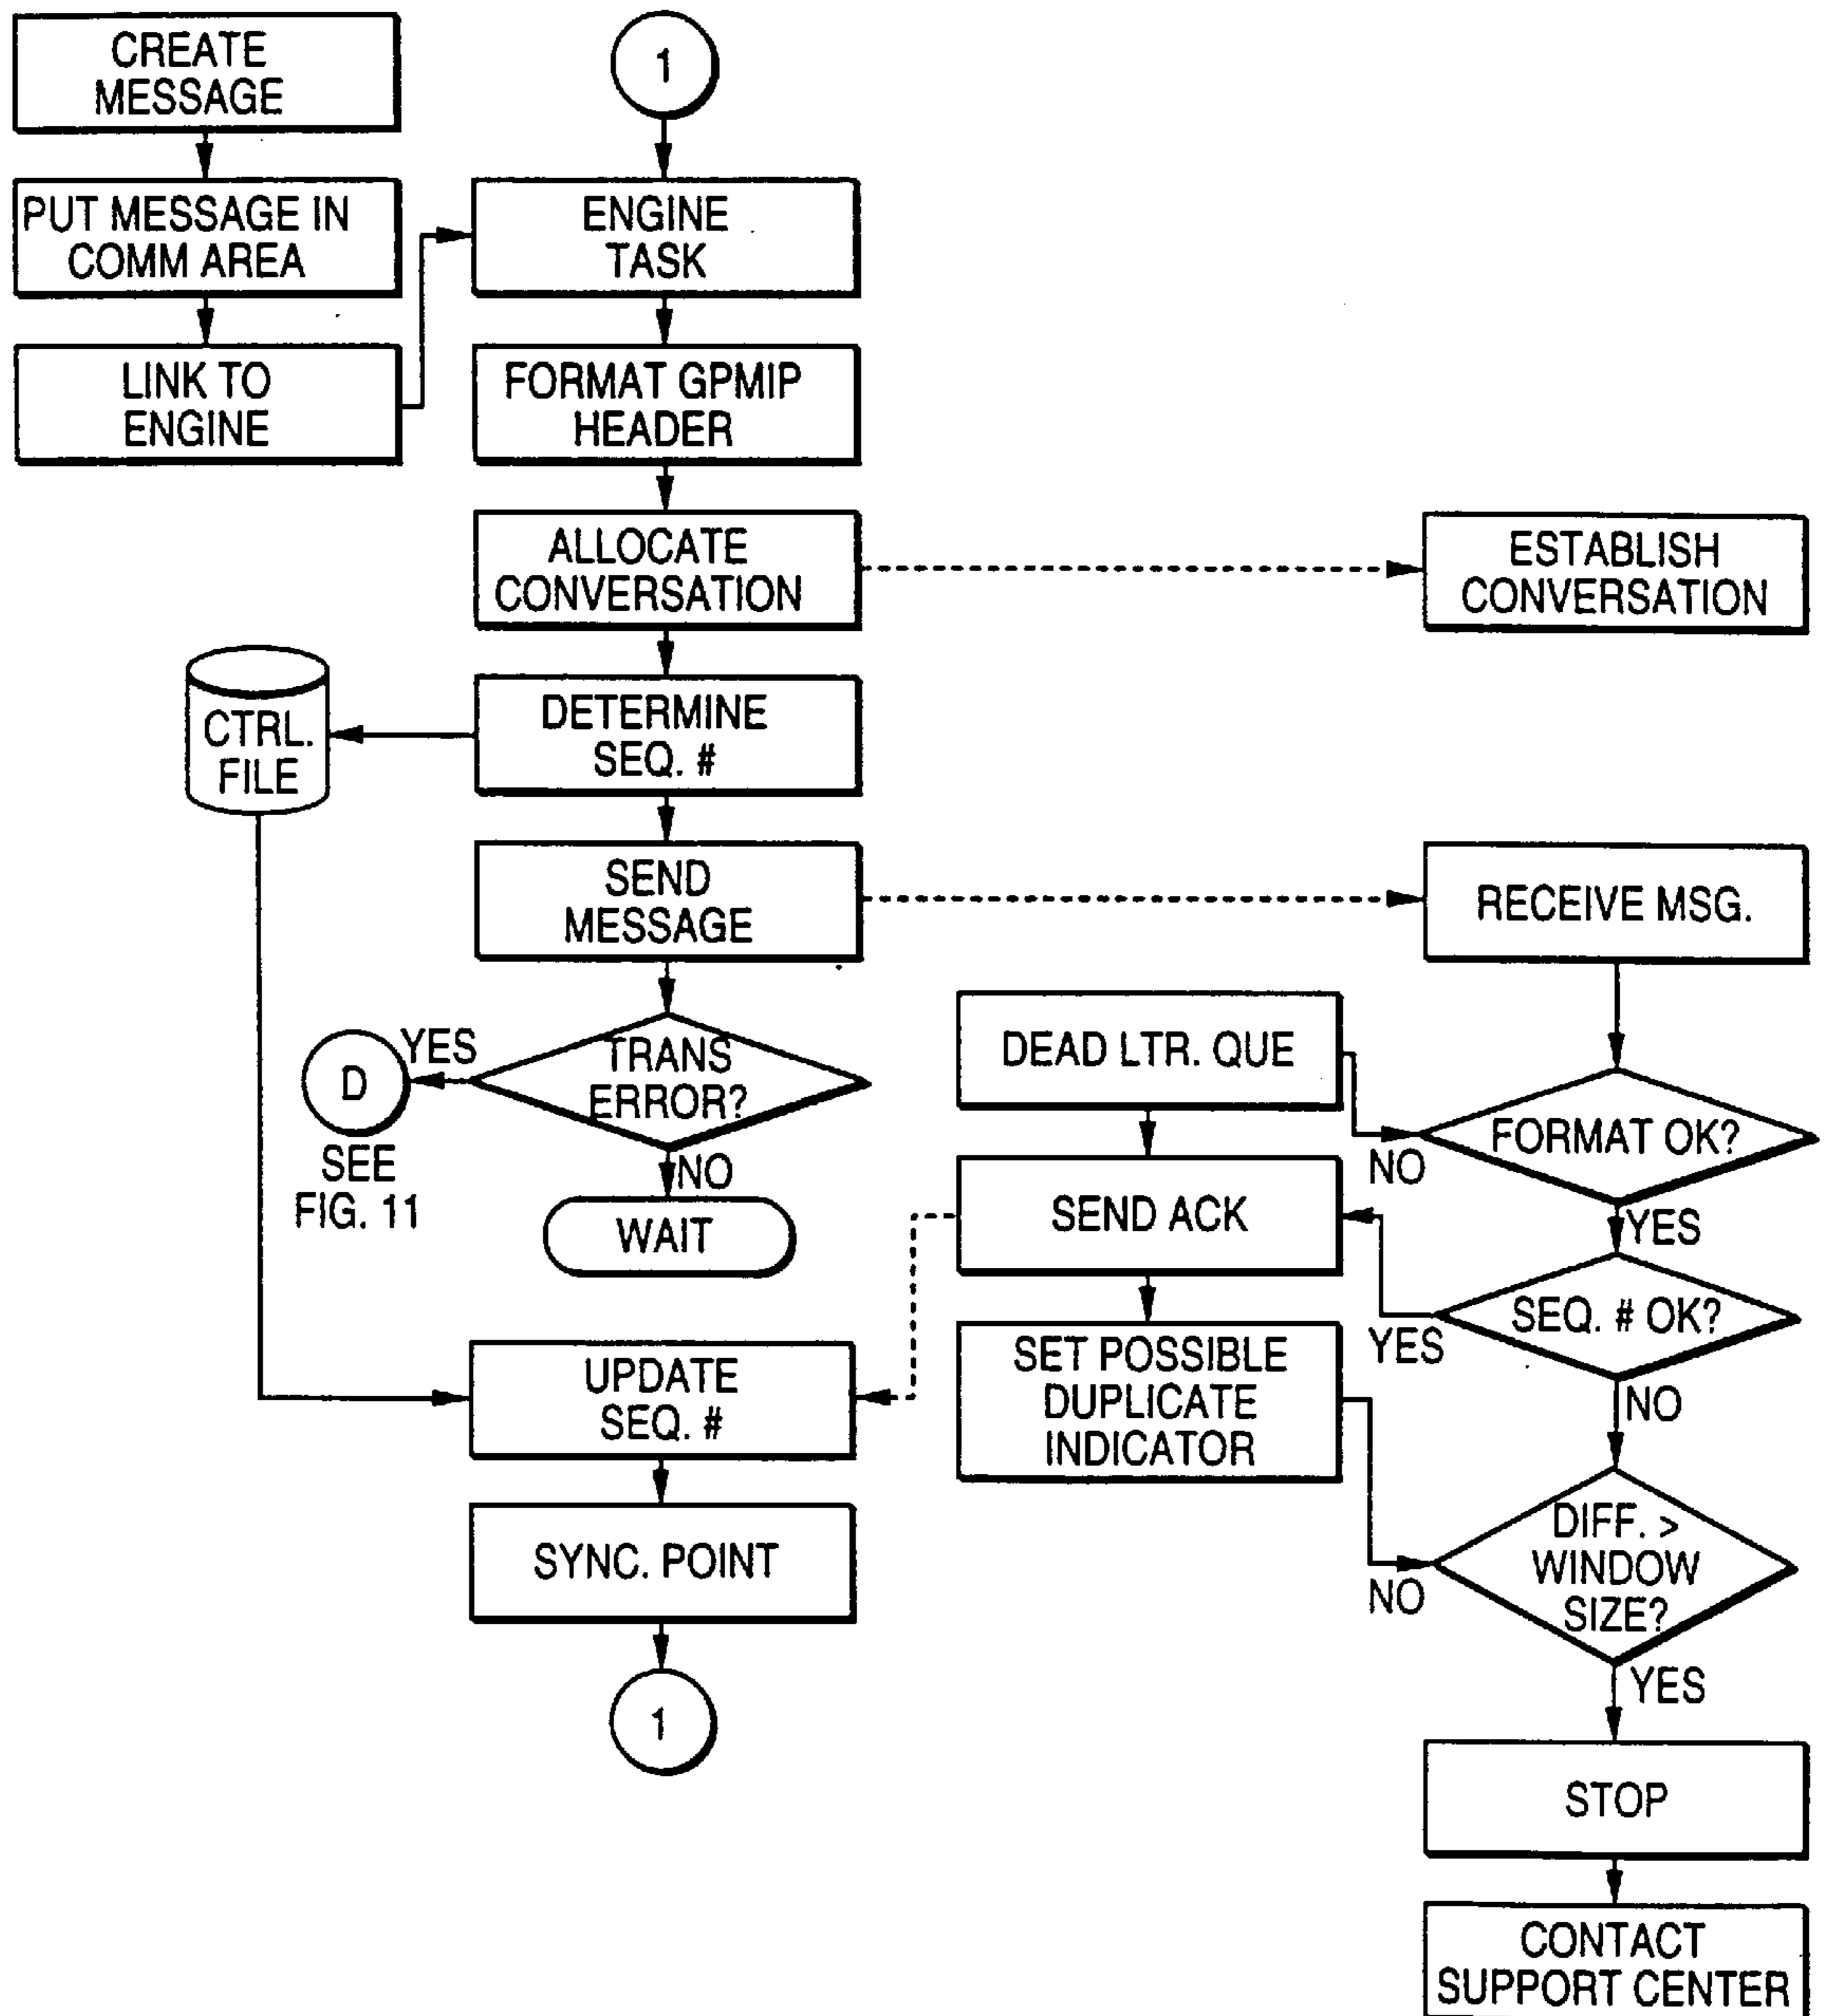 CREATE
MESSAGE
PUT MESSAGE IN
COMM AREA
LINK TO
ENGINE
1
ENGINE
TASK
FORMAT GPMIP
HEADER
ALLOCATE
CONVERSATION
ESTABLISH
CONVERSATION
DETERMINE
SEQ. #
CTRL.
FILE
SEND
MESSAGE
RECEIVE MSG.
TRANS
ERROR?
YES
D
SEE
FIG. 11
NO
WAIT
DEAD LTR. QUE
FORMAT OK?
NO
YES
SEND ACK
SEQ. # OK?
YES
NO
SET POSSIBLE
DUPLICATE
INDICATOR
UPDATE
SEQ. #
SYNC. POINT
1
DIFF. >
WINDOW
SIZE?
NO
YES
STOP
CONTACT
SUPPORT CENTER